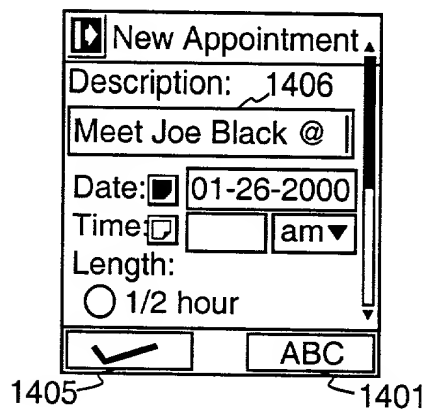 New Appointment
Description: 1406
Meet Joe Black @
Date: 01-26-2000
Time: am
Length:
1/2 hour
ABC
1405 1401